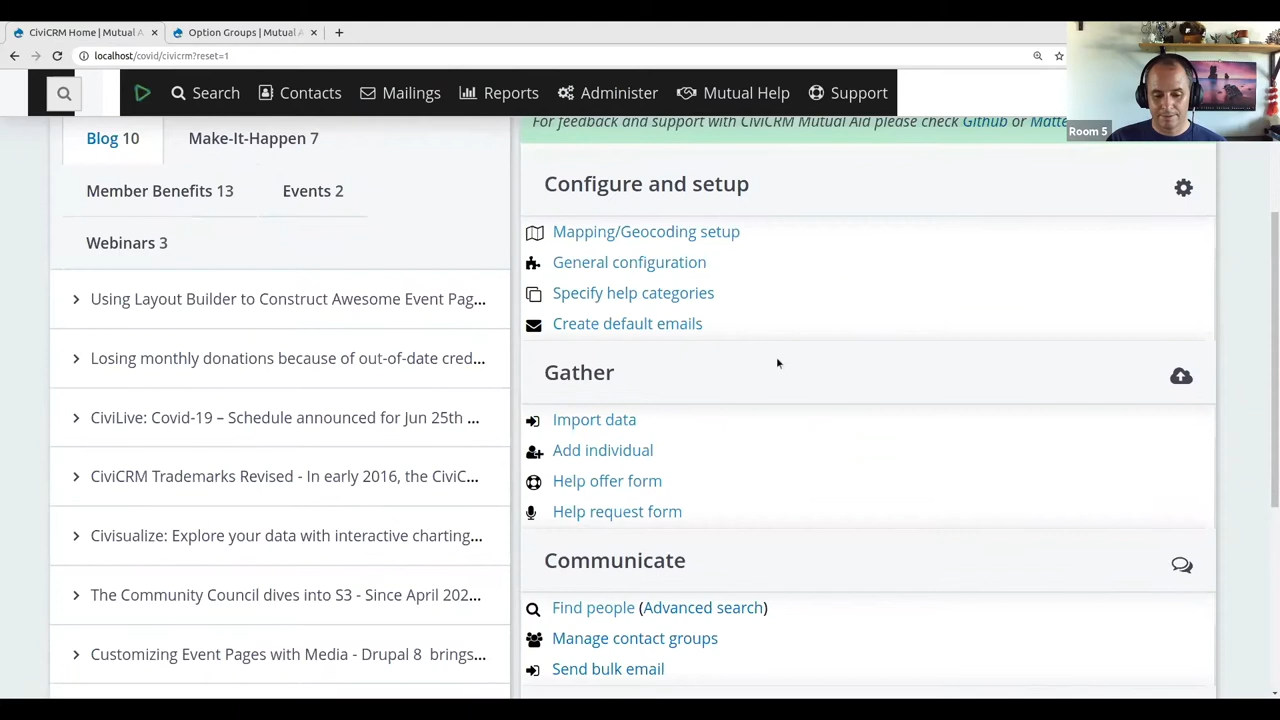 CiviCRM Home | Mutual A
Option Groups | Mutual A
localhost/covid/civicrm?reset=1
Search
Contacts
Mailings
Reports
Administer
Mutual Help
Support
Room 5
Blog 10
Make-It-Happen 7
Member Benefits 13
Events 2
Webinars 3
Using Layout Builder to Construct Awesome Event Pag...
Losing monthly donations because of out-of-date cred...
CiviLive: Covid-19 – Schedule announced for Jun 25th ...
CiviCRM Trademarks Revised - In early 2016, the CiviC...
Civisualize: Explore your data with interactive charting...
The Community Council dives into S3 - Since April 202...
Customizing Event Pages with Media - Drupal 8 brings...
For feedback and support with CiviCRM Mutual Aid please check Github or Matte
Configure and setup
Mapping/Geocoding setup
General configuration
Specify help categories
Create default emails
Gather
Import data
Add individual
Help offer form
Help request form
Communicate
Find people (Advanced search)
Manage contact groups
Send bulk email